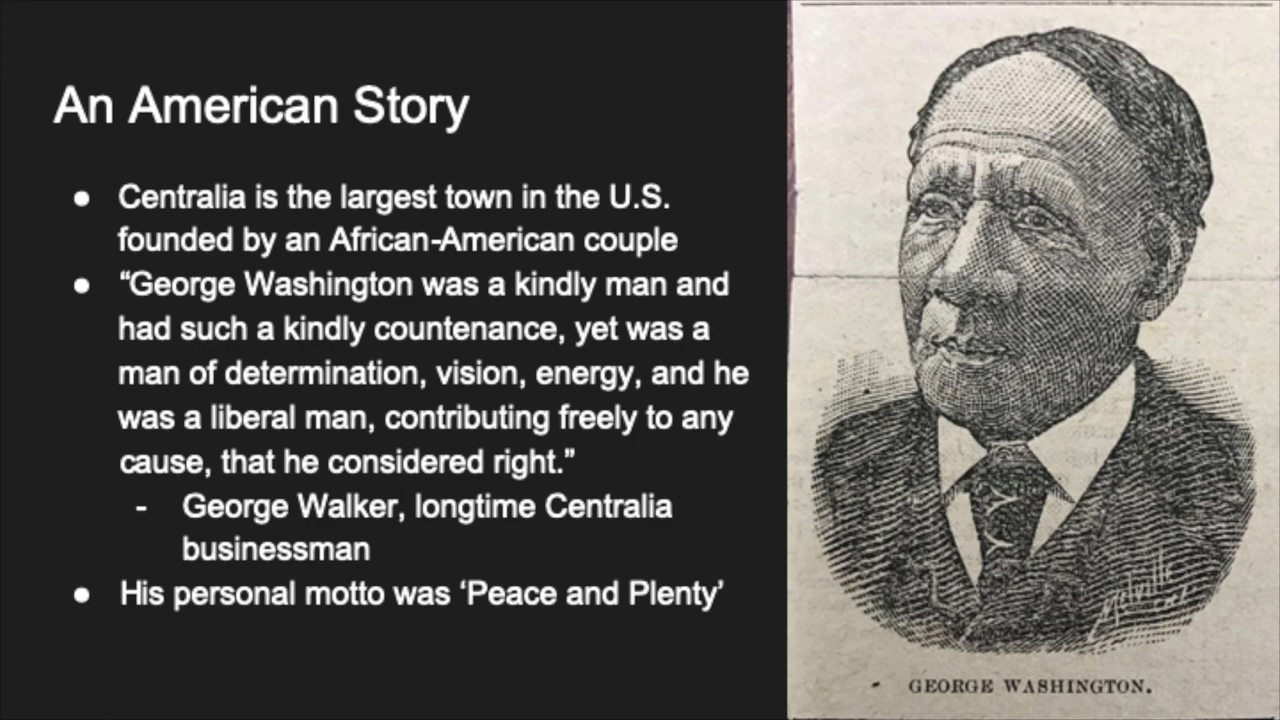 An American Story
● Centralia is the largest town in the U.S.
founded by an African-American couple
● “George Washington was a kindly man and
had such a kindly countenance, yet was a
man of determination, vision, energy, and he
was a liberal man, contributing freely to any
cause, that he considered right.”
- George Walker, longtime Centralia
businessman
● His personal motto was ‘Peace and Plenty’
Melville
GEORGE WASHINGTON.